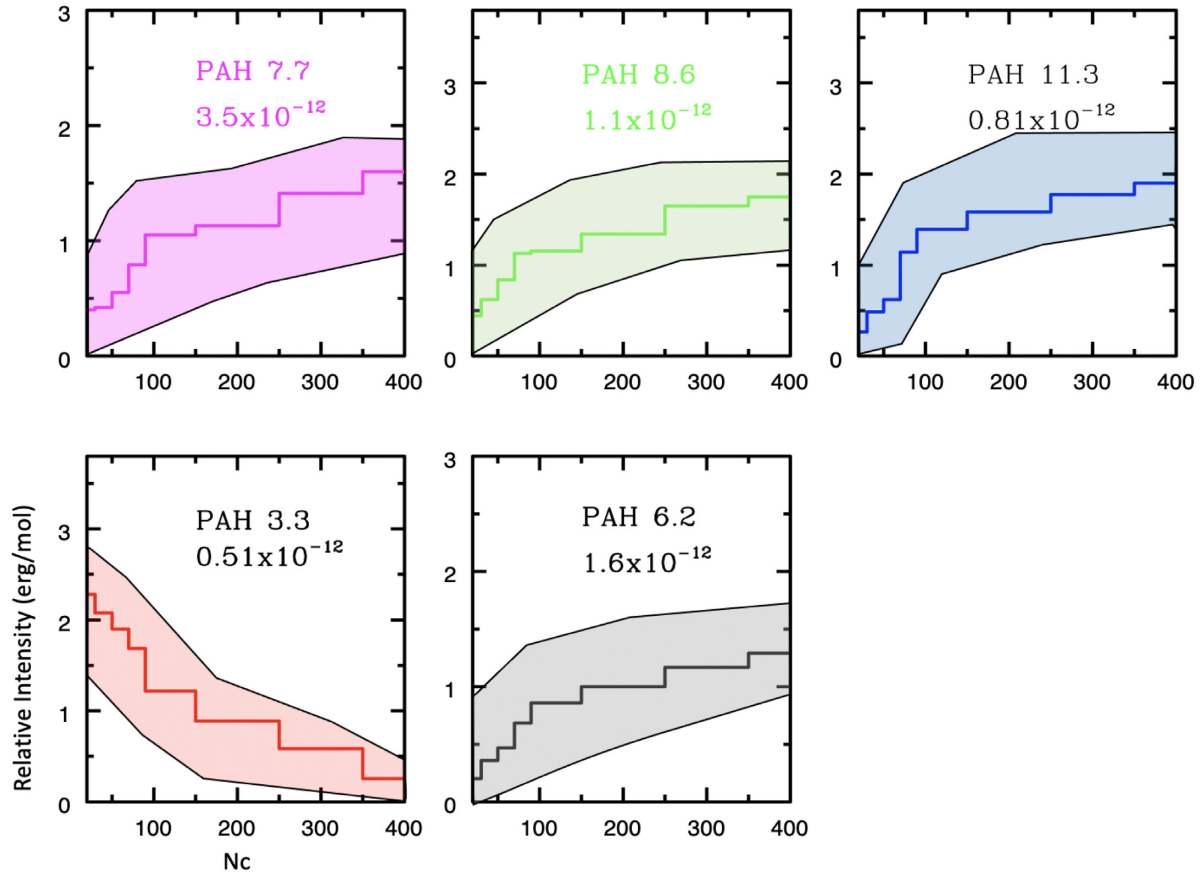 PAH 7.7
3.5x10⁻¹²
3
2
1
0
100 200 300 400
PAH 8.6
1.1x10⁻¹²
3
2
1
0
100 200 300 400
PAH 11.3
0.81x10⁻¹²
3
2
1
0
100 200 300 400
Relative Intensity (erg/mol)
PAH 3.3
0.51x10⁻¹²
3
2
1
0
100 200 300 400
Nc
PAH 6.2
1.6x10⁻¹²
3
2
1
0
100 200 300 400